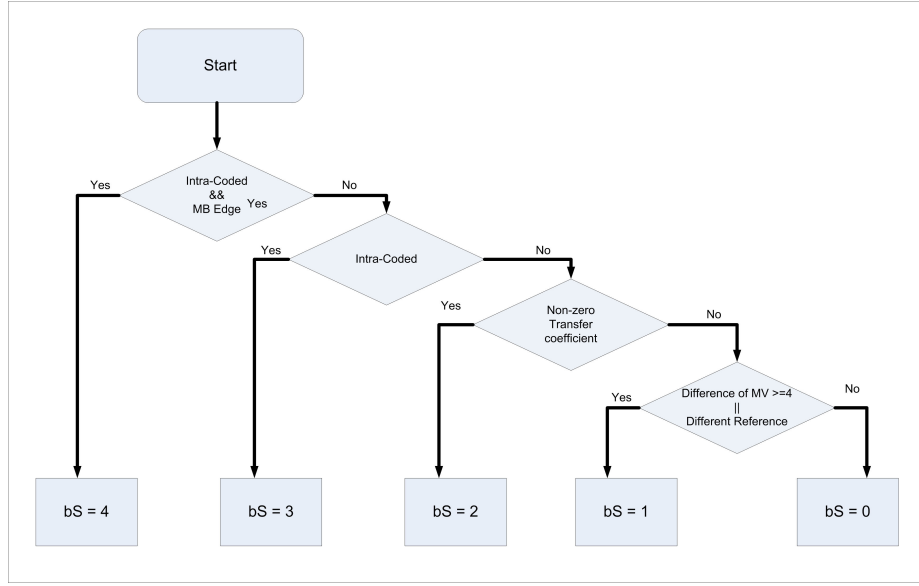 Start
Intra-Coded
&&
MB Edge
Yes
Yes
No
Intra-Coded
Yes
No
Non-zero
Transfer
coefficient
Yes
No
Difference of MV >=4
||
Different Reference
Yes
No
bS = 4
bS = 3
bS = 2
bS = 1
bS = 0